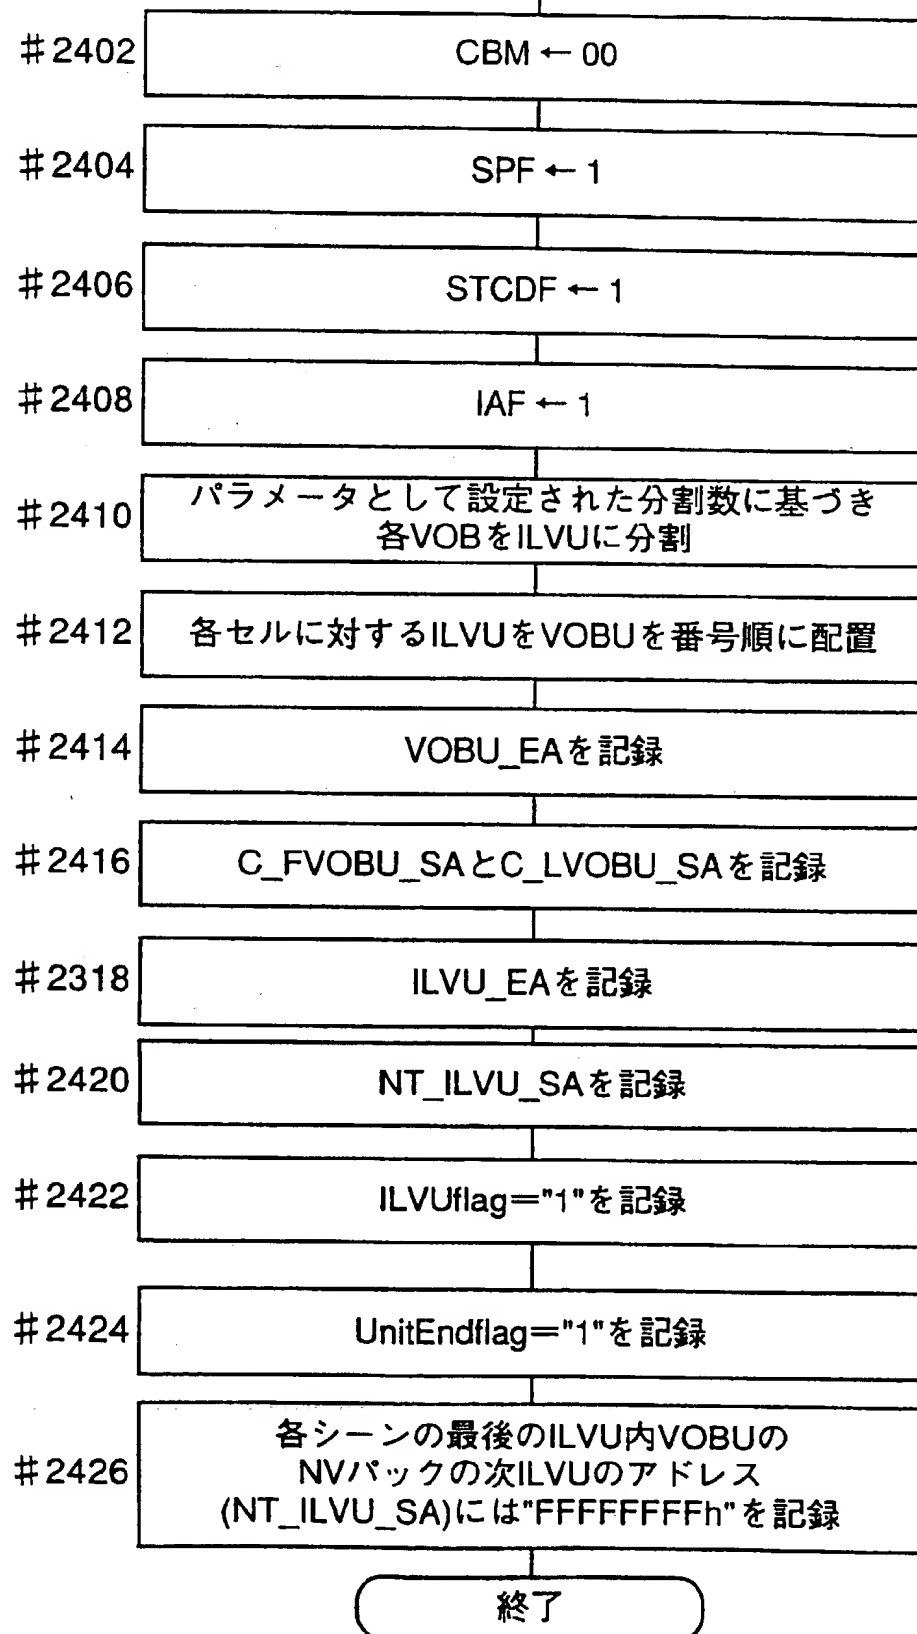 #2402 CBM ← 00
#2404 SPF ← 1
#2406 STCDF ← 1
#2408 IAF ← 1
#2410 パラメータとして設定された分割数に基づき
各VOBをILVUに分割
#2412 各セルに対するILVUをVOBUを番号順に配置
#2414 VOBU_EAを記録
#2416 C_FVOBU_SAとC_LVOBU_SAを記録
#2318 ILVU_EAを記録
#2420 NT_ILVU_SAを記録
#2422 ILVUflag="1"を記録
#2424 UnitEndflag="1"を記録
#2426 各シーンの最後のILVU内VOBUの
NVパックの次ILVUのアドレス
(NT_ILVU_SA)には"FFFFFFFFh"を記録
終了